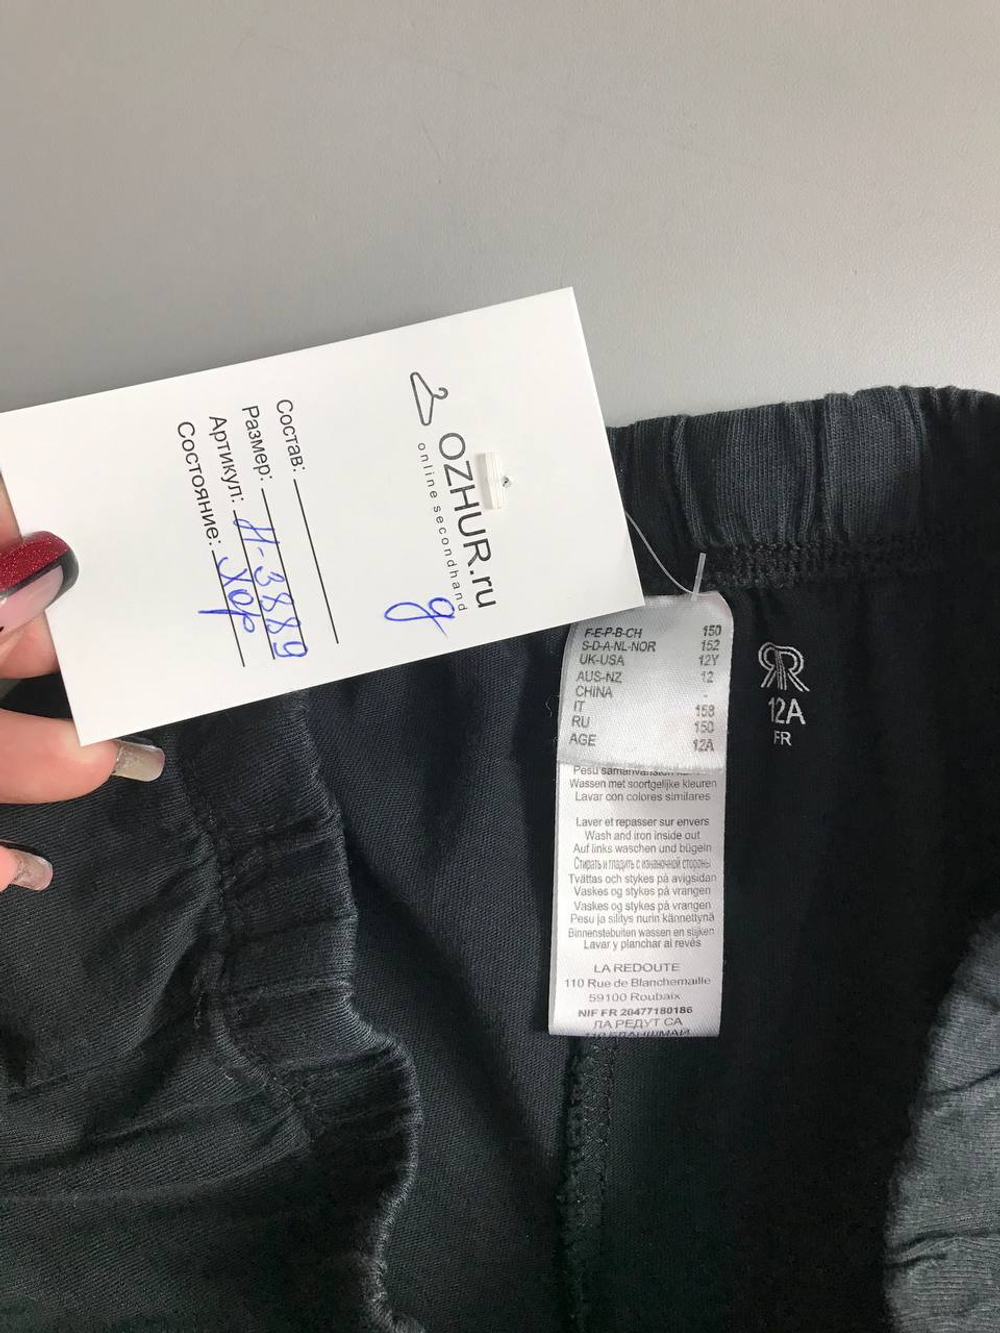 OZHUR.ru
online secondhand
g
Состав:
Размер:
Артикул: Н-3889
Состояние: Хор
F-E-P-B-CH 150
S-D-A-NL-NOR 152
UK-USA 12Y
AUS-NZ 12
CHINA -
IT 158
RU 150
AGE 12A
Pesu
Wassen met soortgelijke kleuren
Lavar con colores similares
Laver et repasser sur envers
Wash and iron inside out
Auf links waschen und bügeln
Стирать и гладить с изнаночной стороны
Tvättas och stykes på avigsidan
Vaskes og stykes på vrangen
Vaskes og stykes på vrangen
Pesu ja silitys nurin kännettynä
Binnenstebuiten wassen en strijken
Lavar y planchar al revés
LA REDOUTE
110 Rue de Blanchemaille
59100 Roubaix
NIF FR 20477180186
ЛА РЕДУТ СА
110 БЛАНШМАЙ
RR
12A
FR